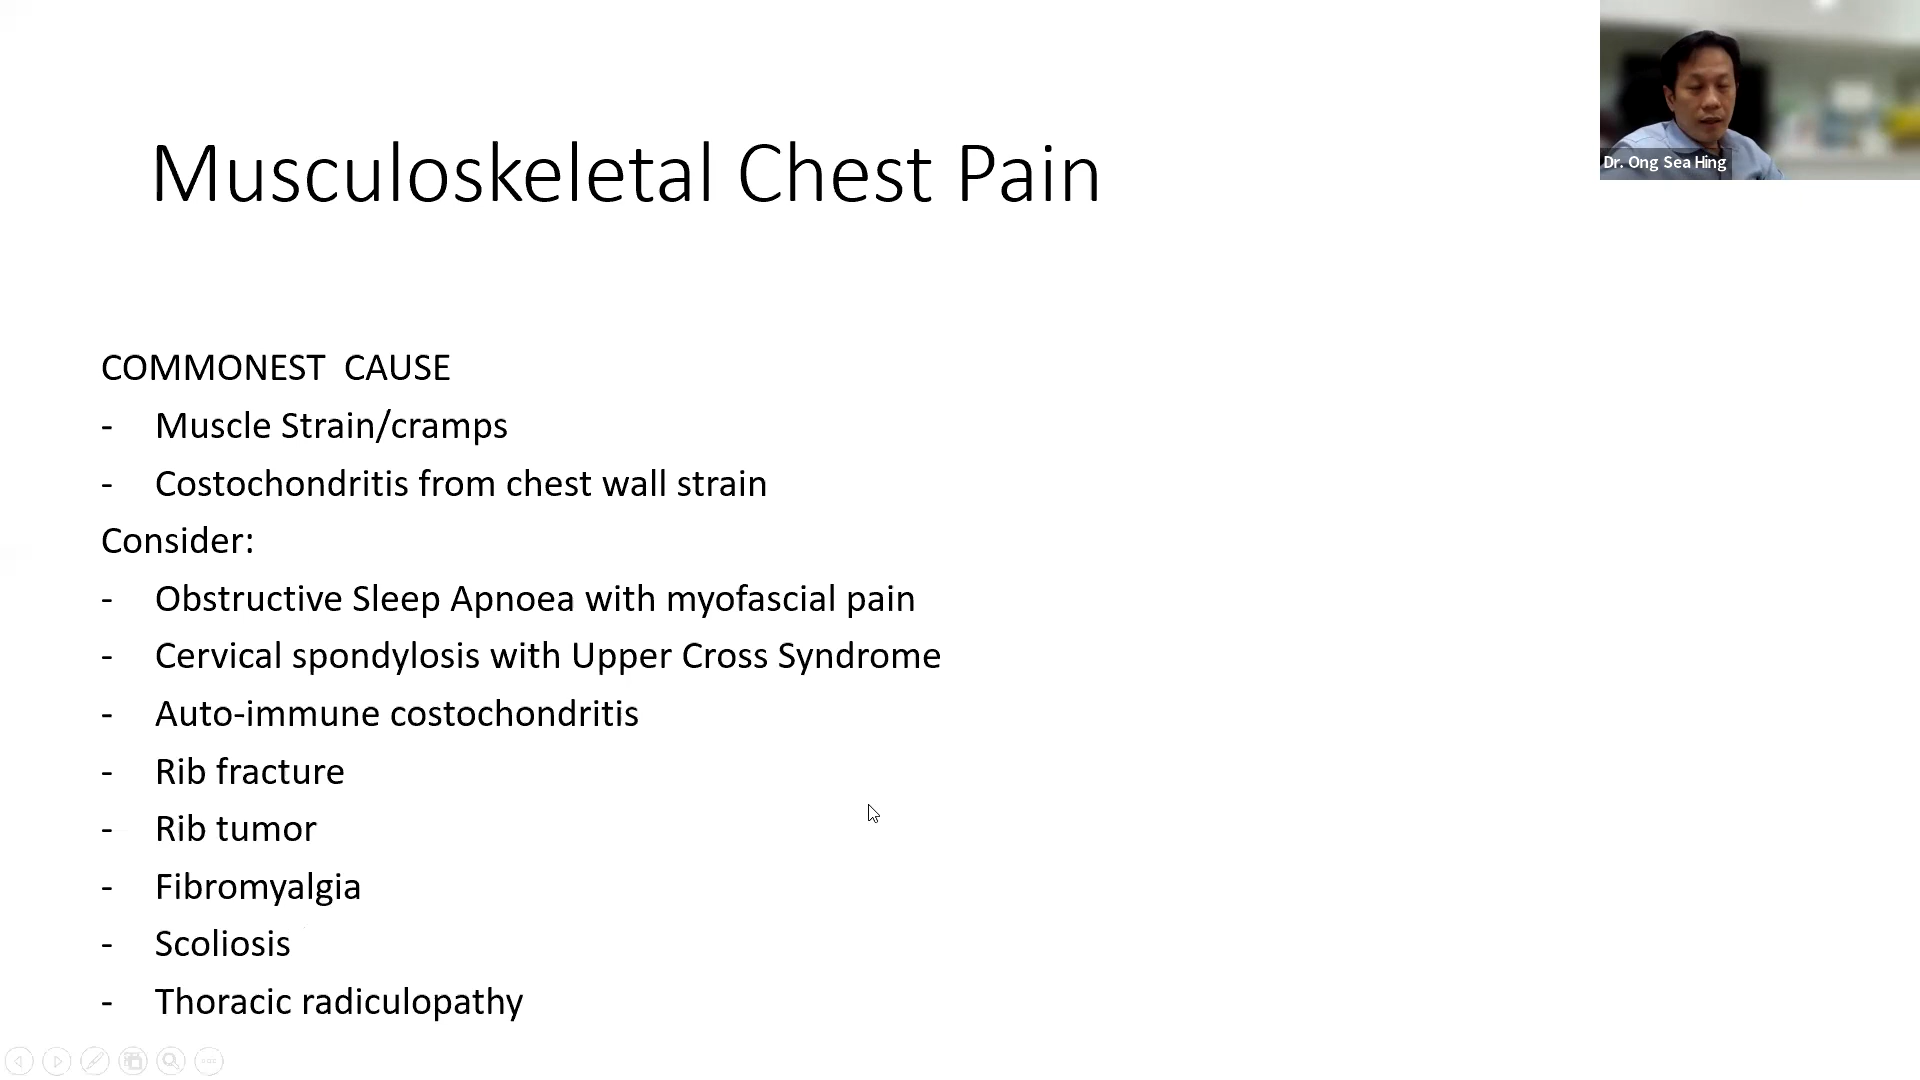 Musculoskeletal Chest Pain
Dr. Ong Sea Hing
COMMONEST  CAUSE
- Muscle Strain/cramps
- Costochondritis from chest wall strain
Consider:
- Obstructive Sleep Apnoea with myofascial pain
- Cervical spondylosis with Upper Cross Syndrome
- Auto-immune costochondritis
- Rib fracture
- Rib tumor
- Fibromyalgia
- Scoliosis
- Thoracic radiculopathy